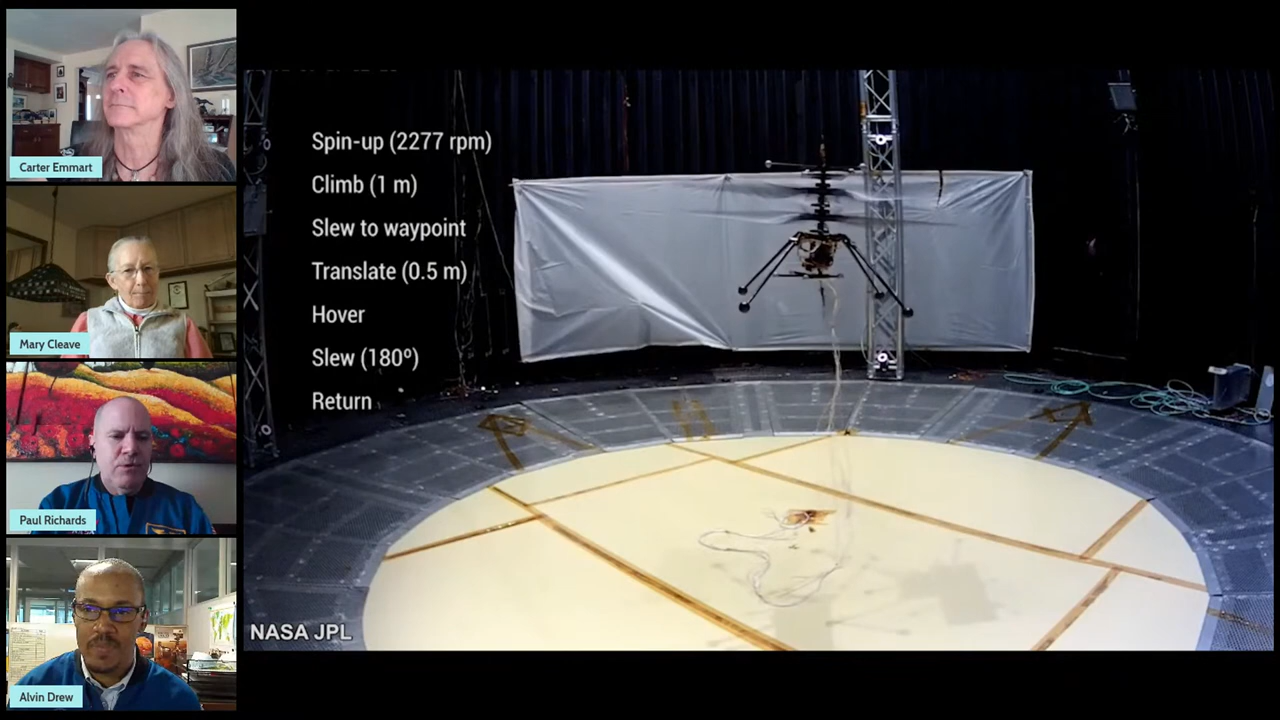 Carter Emmart
Mary Cleave
Paul Richards
Alvin Drew
Spin-up (2277 rpm)
Climb (1 m)
Slew to waypoint
Translate (0.5 m)
Hover
Slew (180º)
Return
NASA JPL